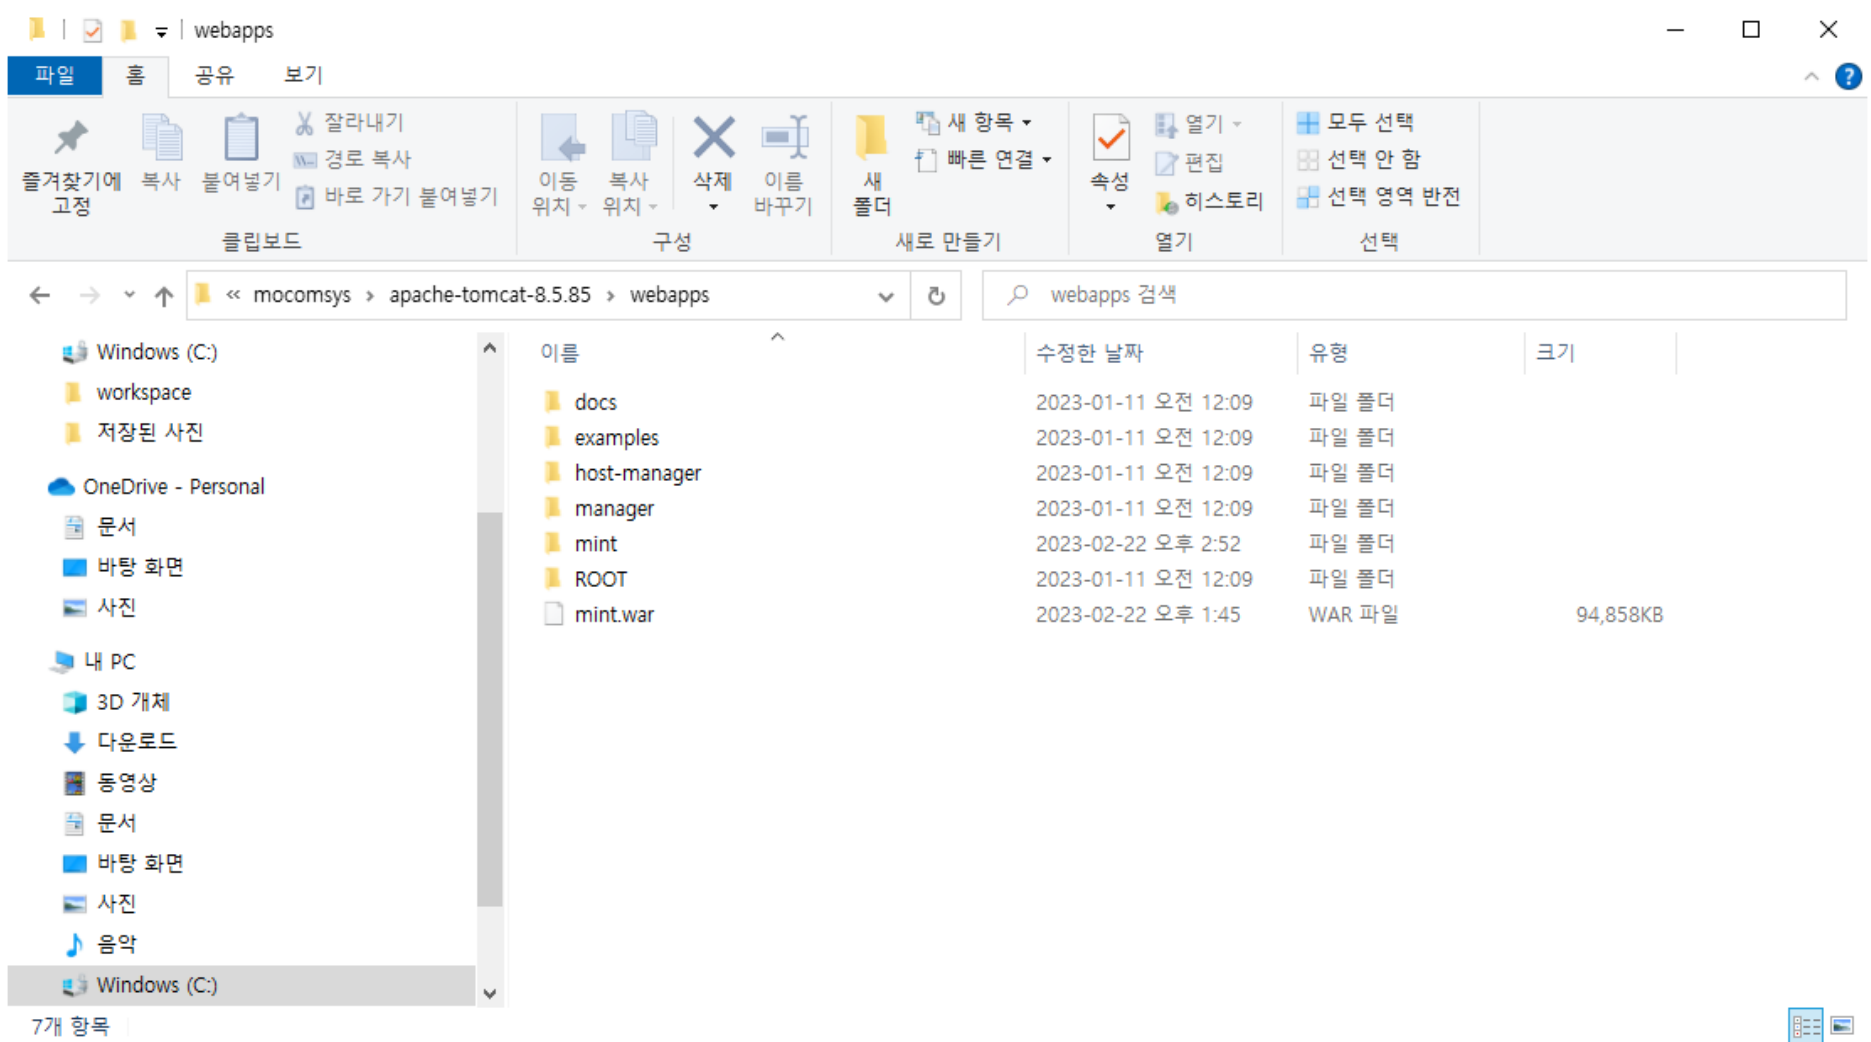 webapps
파일 홈 공유 보기
즐겨찾기에 고정
복사
붙여넣기
잘라내기
경로 복사
바로 가기 붙여넣기
클립보드
이동 위치
복사 위치
삭제
이름 바꾸기
구성
새 폴더
새 항목
빠른 연결
새로 만들기
속성
열기
편집
히스토리
열기
모두 선택
선택 안 함
선택 영역 반전
선택
« mocomsys › apache-tomcat-8.5.85 › webapps
webapps 검색
Windows (C:)
workspace
저장된 사진
OneDrive - Personal
문서
바탕 화면
사진
내 PC
3D 개체
다운로드
동영상
문서
바탕 화면
사진
음악
Windows (C:)
이름 수정한 날짜 유형 크기
docs 2023-01-11 오전 12:09 파일 폴더
examples 2023-01-11 오전 12:09 파일 폴더
host-manager 2023-01-11 오전 12:09 파일 폴더
manager 2023-01-11 오전 12:09 파일 폴더
mint 2023-02-22 오후 2:52 파일 폴더
ROOT 2023-01-11 오전 12:09 파일 폴더
mint.war 2023-02-22 오후 1:45 WAR 파일 94,858KB
7개 항목